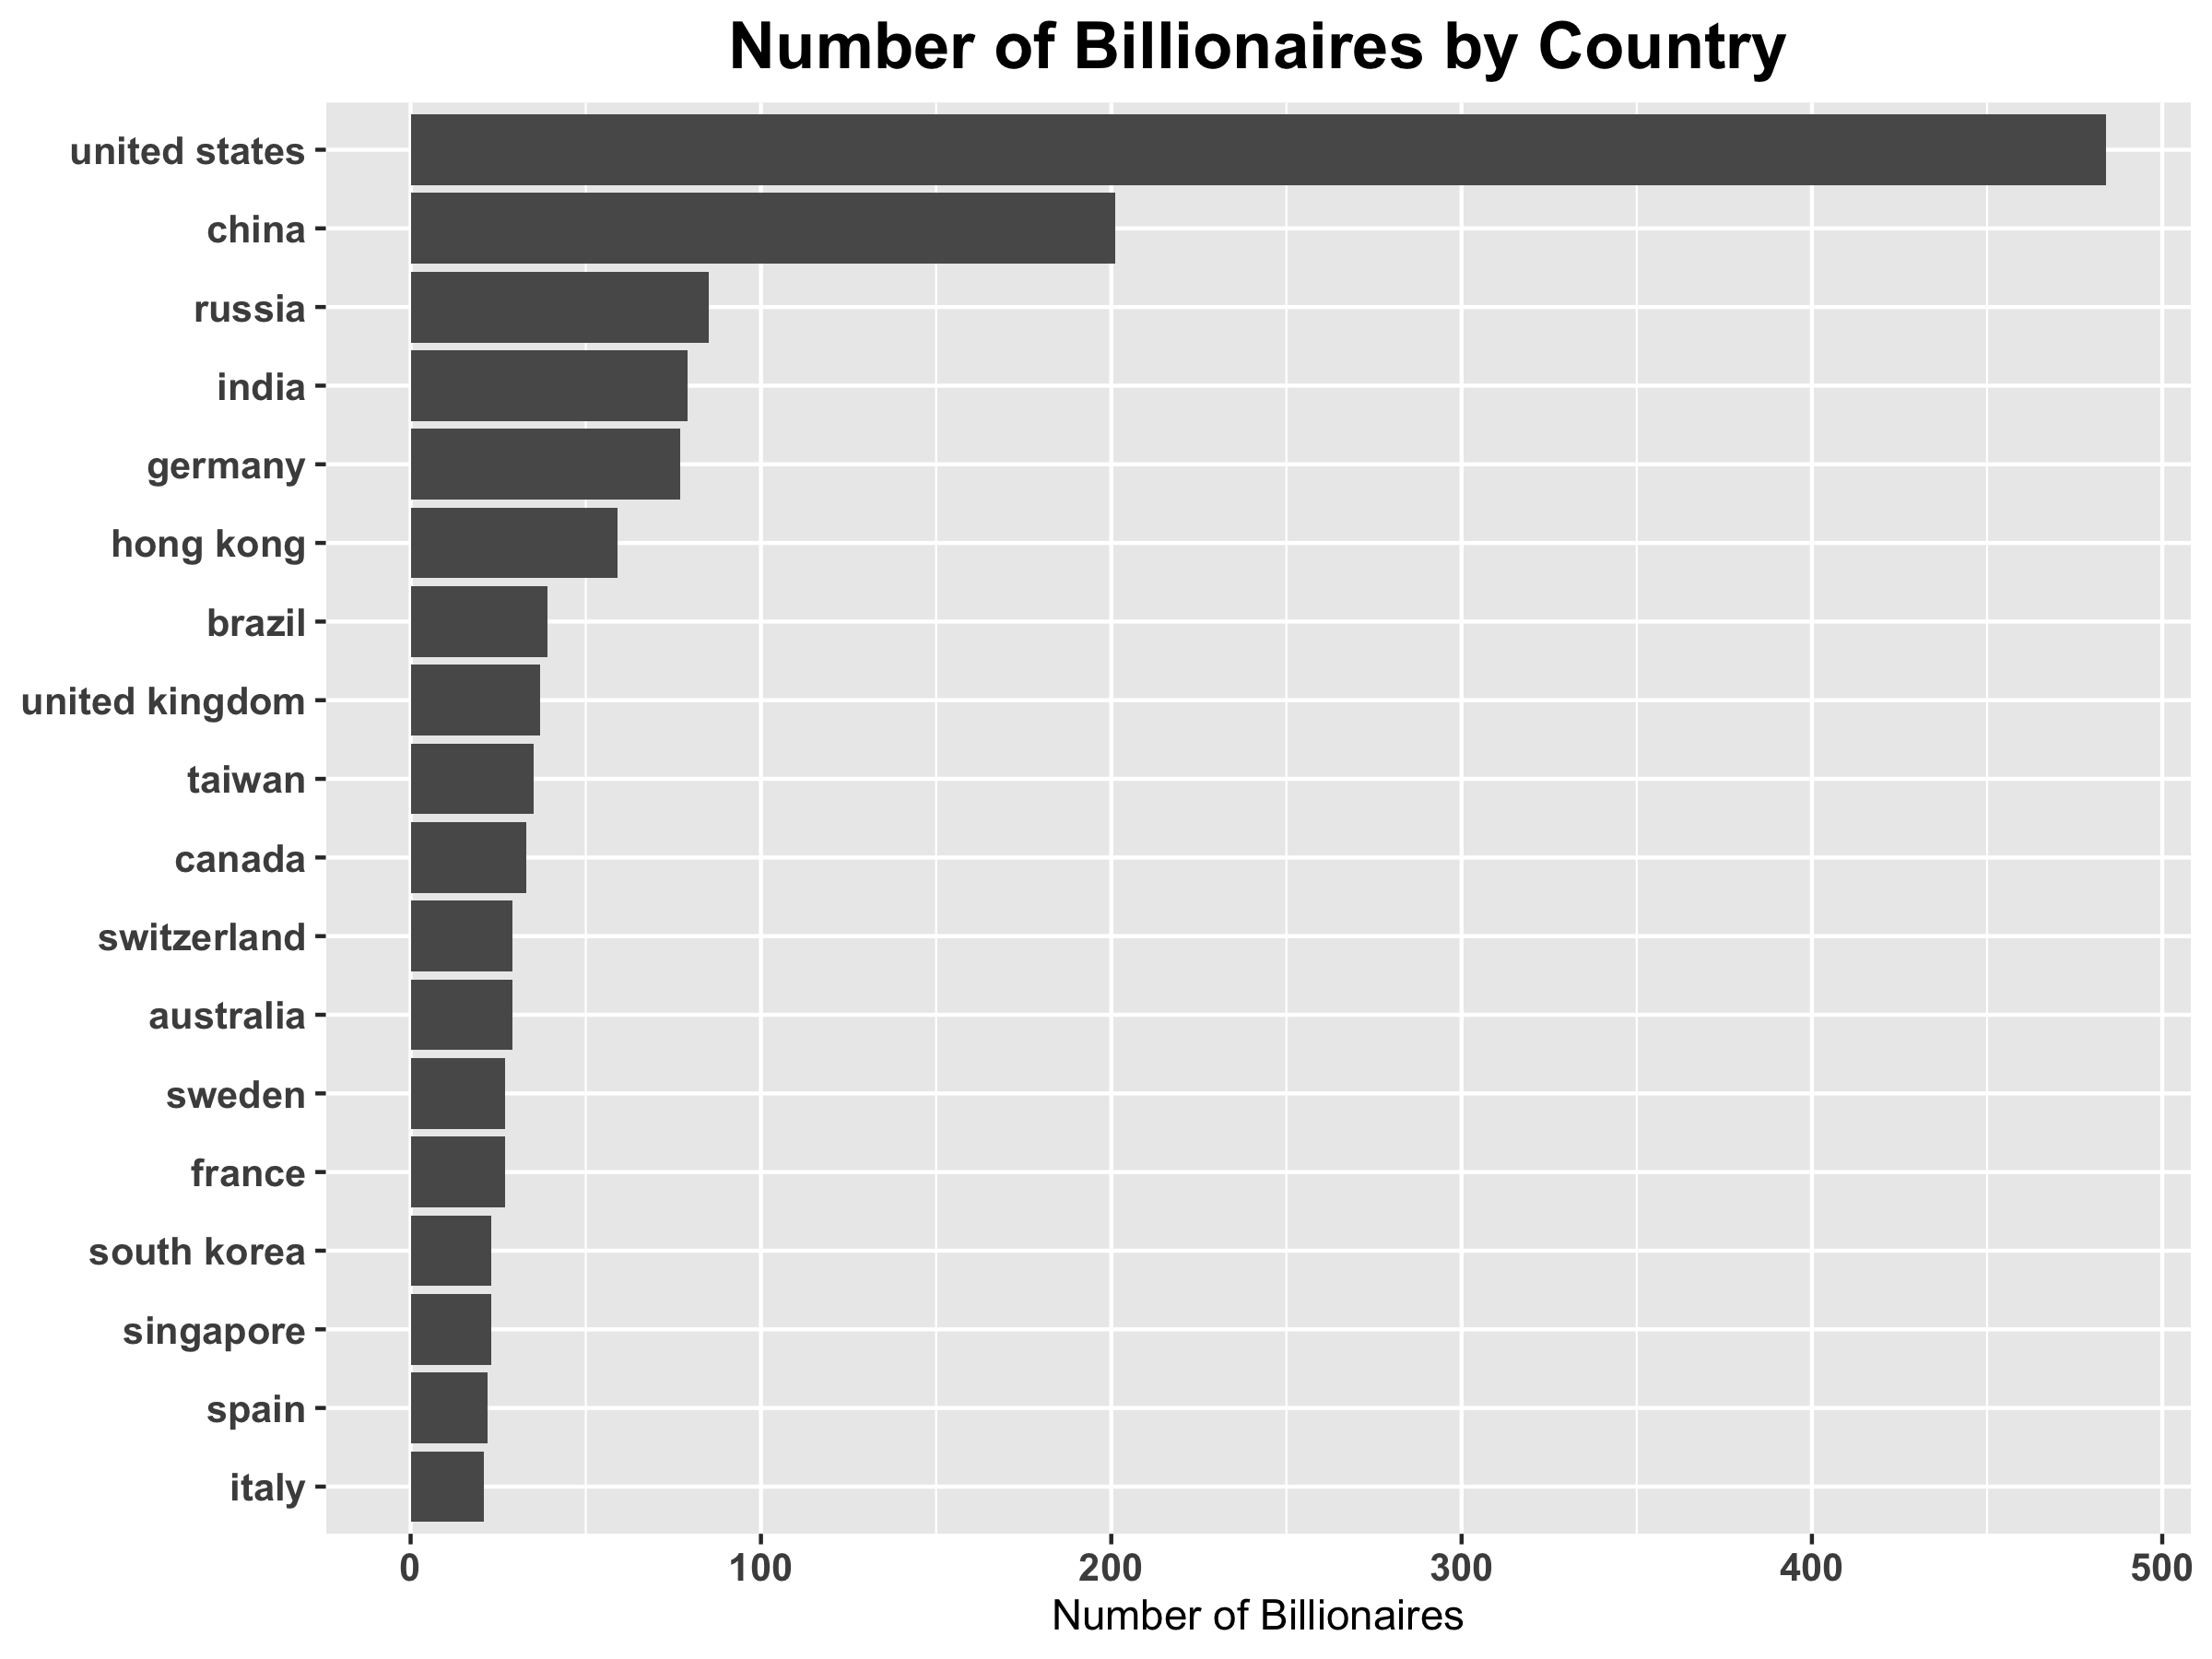 Number of Billionaires by Country
united states
china
russia
india
germany
hong kong
brazil
united kingdom
taiwan
canada
switzerland
australia
sweden
france
south korea
singapore
spain
italy
0 100 200 300 400 500
Number of Billionaires